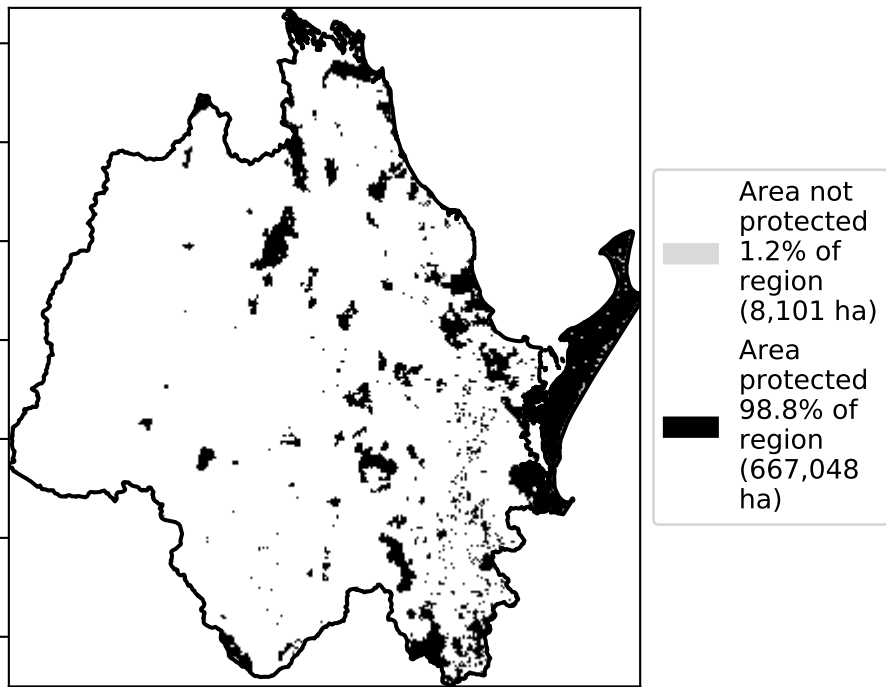 Area not
protected
1.2% of
region
(8,101 ha)
Area
protected
98.8% of
region
(667,048
ha)